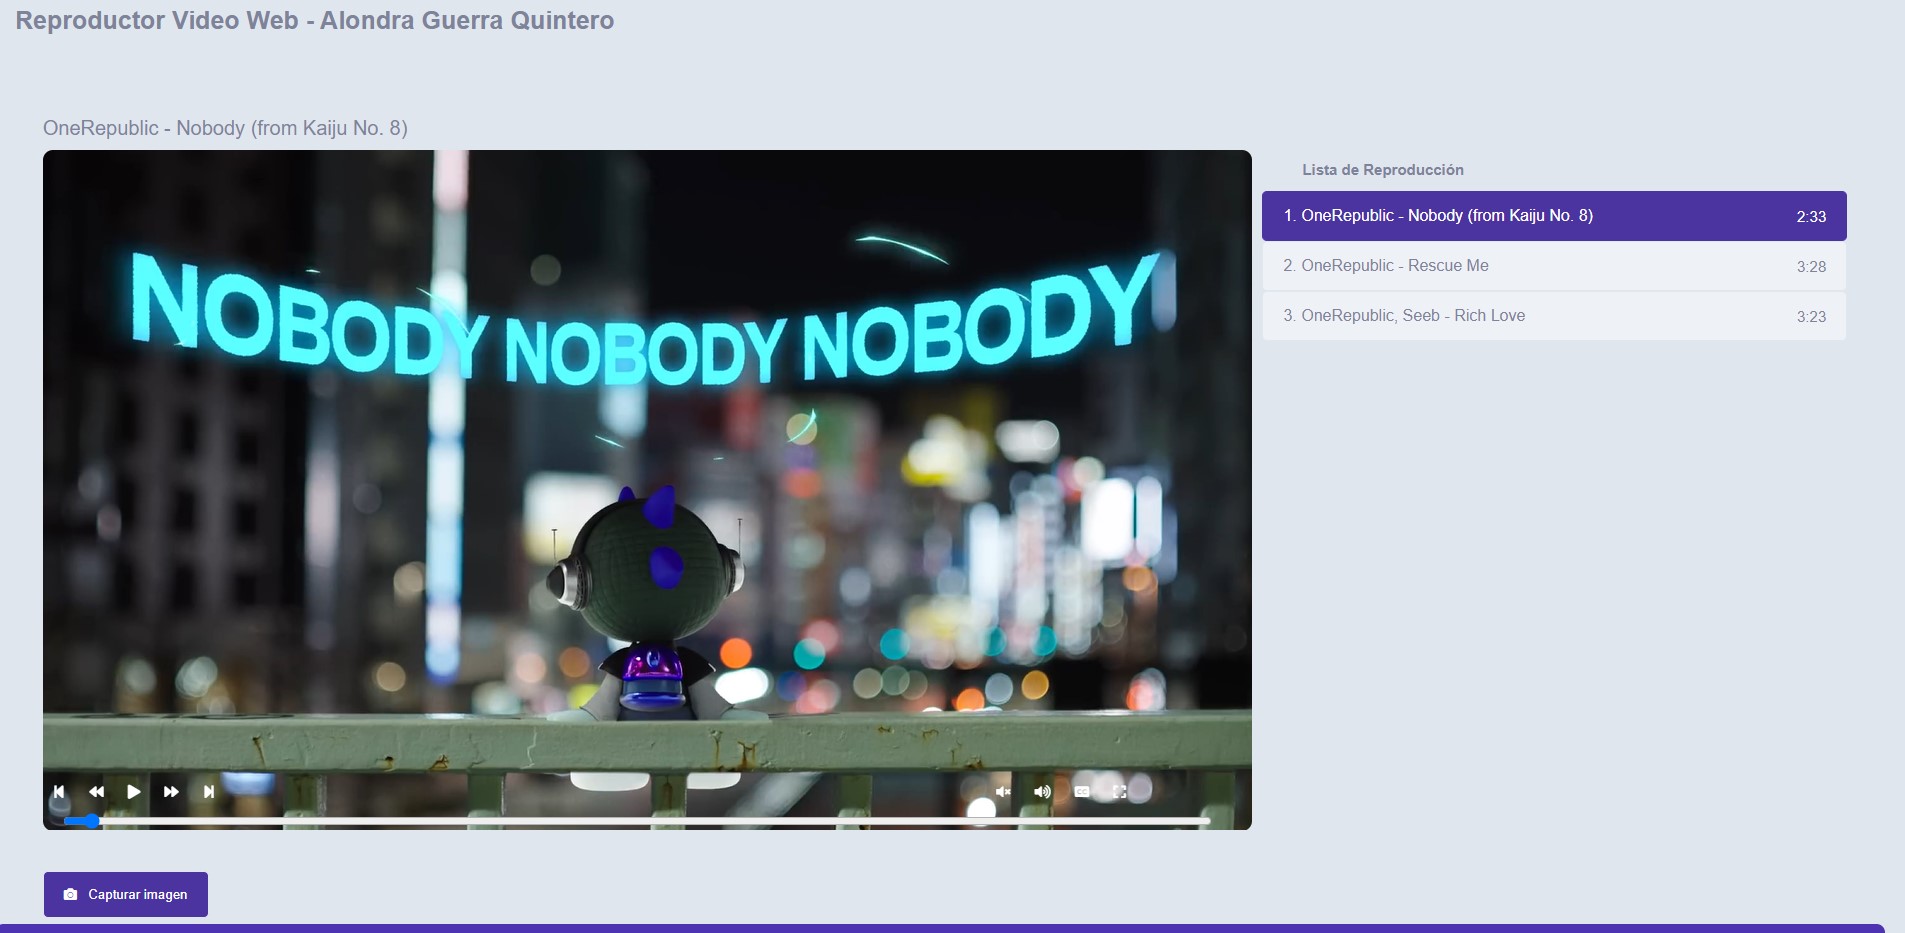 Reproductor Video Web - Alondra Guerra Quintero
OneRepublic - Nobody (from Kaiju No. 8)
NOBODY NOBODY NOBODY
CC
Lista de Reproducción
1. OneRepublic - Nobody (from Kaiju No. 8) 2:33
2. OneRepublic - Rescue Me 3:28
3. OneRepublic, Seeb - Rich Love 3:23
Capturar imagen